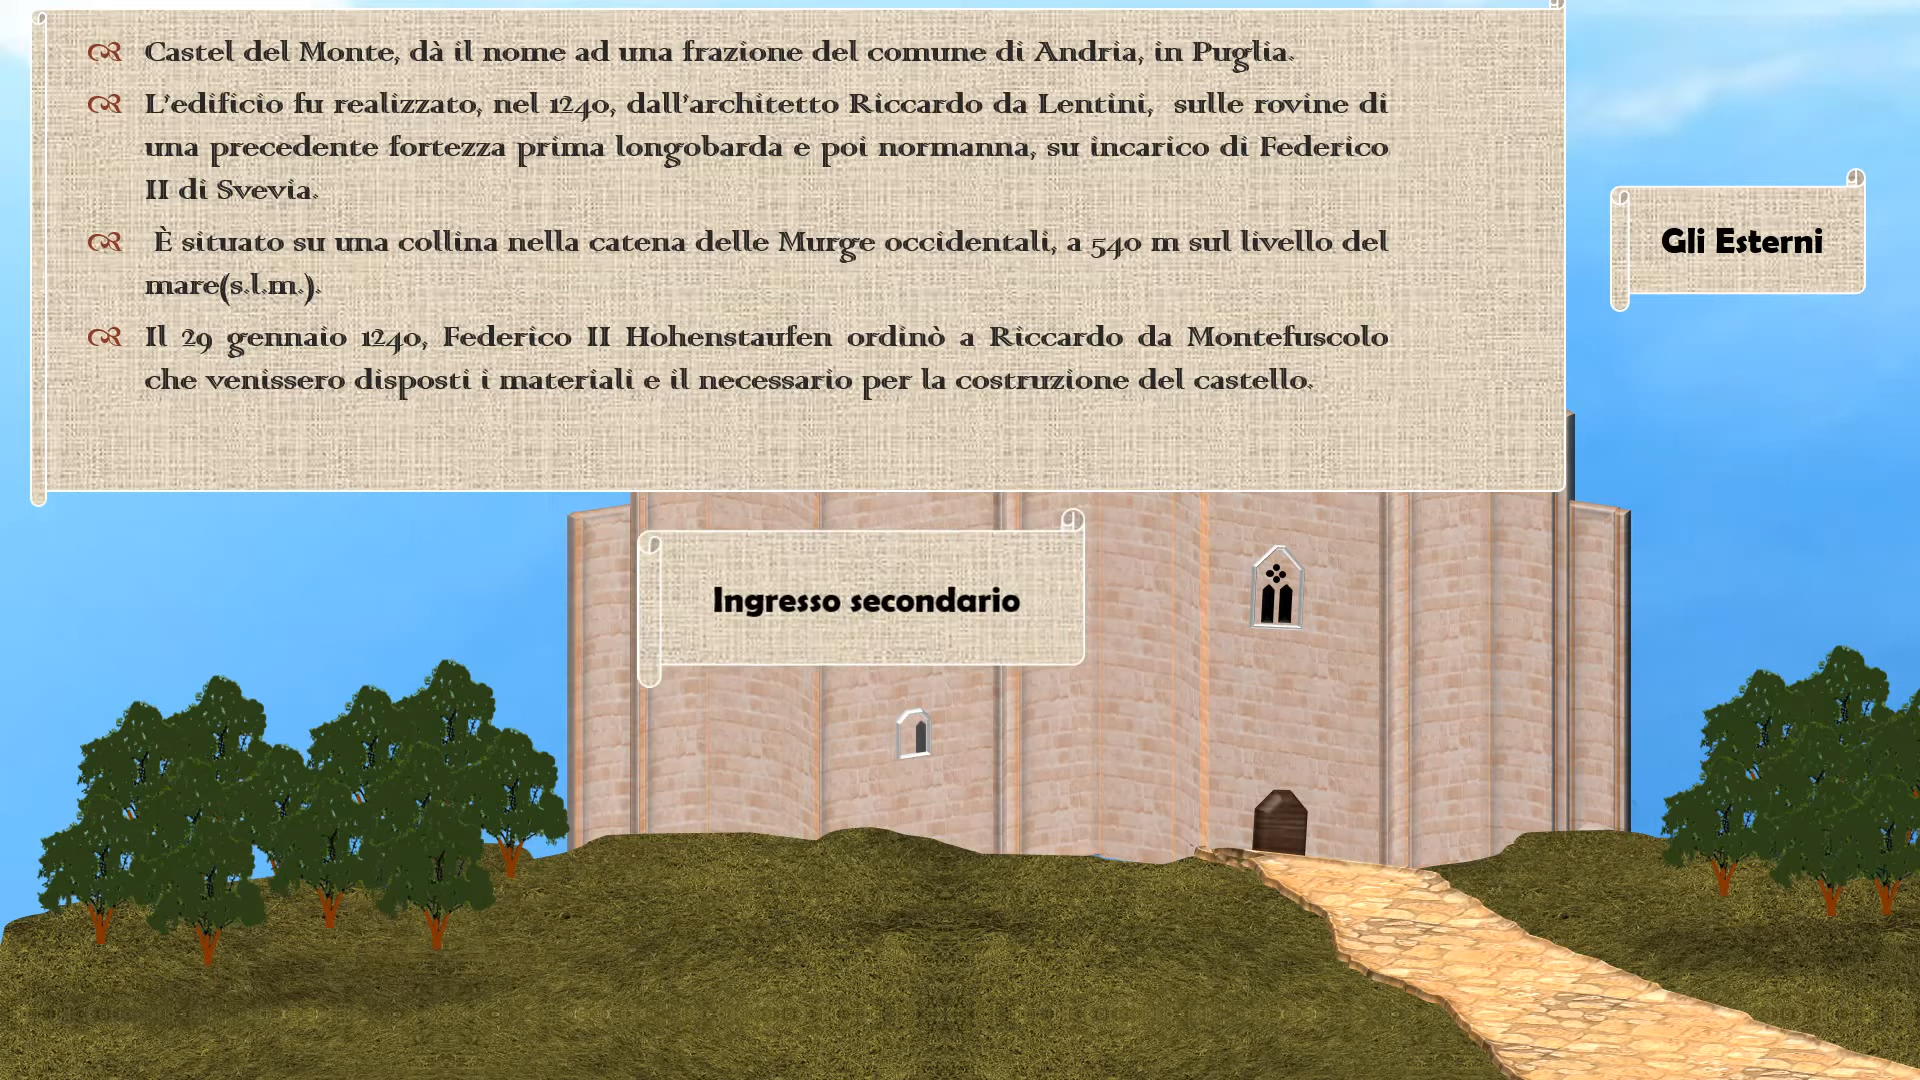 Castel del Monte, dà il nome ad una frazione del comune di Andria, in Puglia.
L'edificio fu realizzato, nel 1240, dall'architetto Riccardo da Lentini, sulle rovine di
una precedente fortezza prima longobarda e poi normanna, su incarico di Federico
II di Svevia.
È situato su una collina nella catena delle Murge occidentali, a 540 m sul livello del
mare(s.l.m.).
Il 29 gennaio 1240, Federico II Hohenstaufen ordinò a Riccardo da Montefuscolo
che venissero disposti i materiali e il necessario per la costruzione del castello.
Gli Esterni
Ingresso secondario